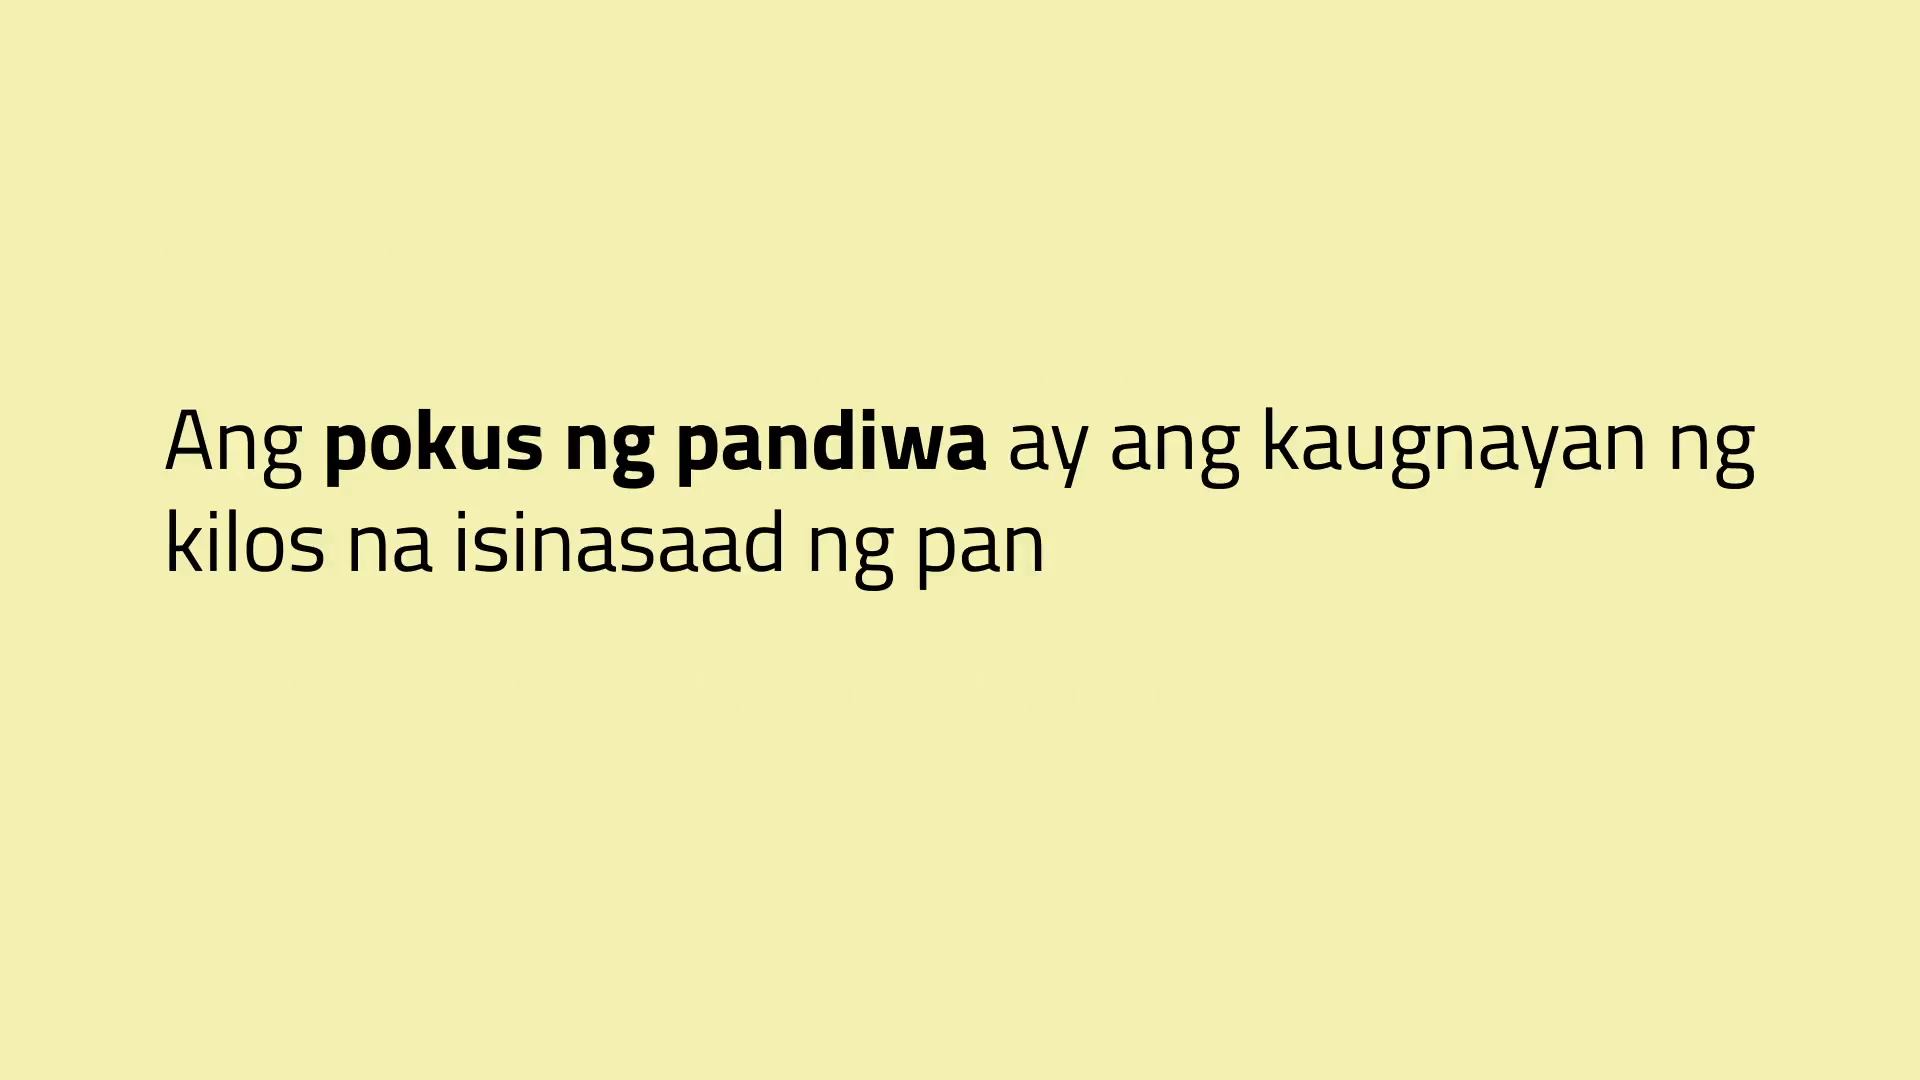 Ang pokus ng pandiwa ay ang kaugnayan ng
kilos na isinasaad ng pan